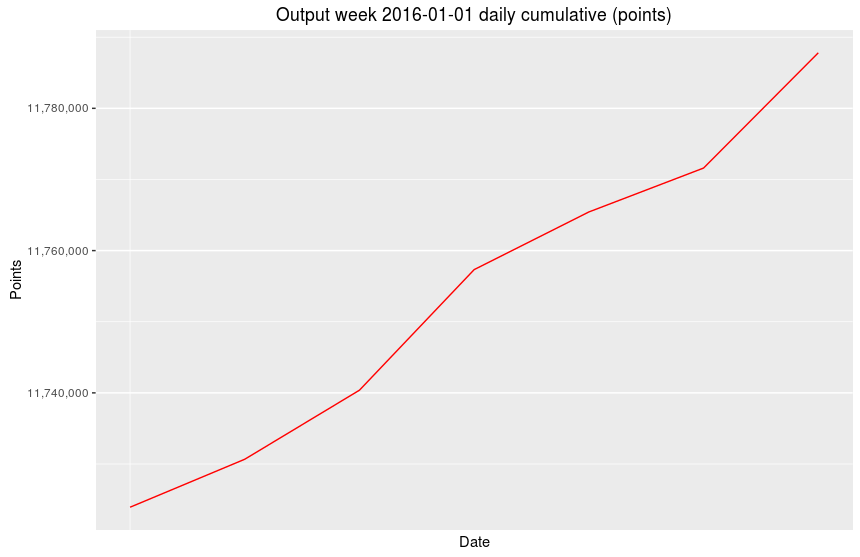 Output week 2016-01-01 daily cumulative (points)
11,780,000
11,760,000
11,740,000
Points
Date